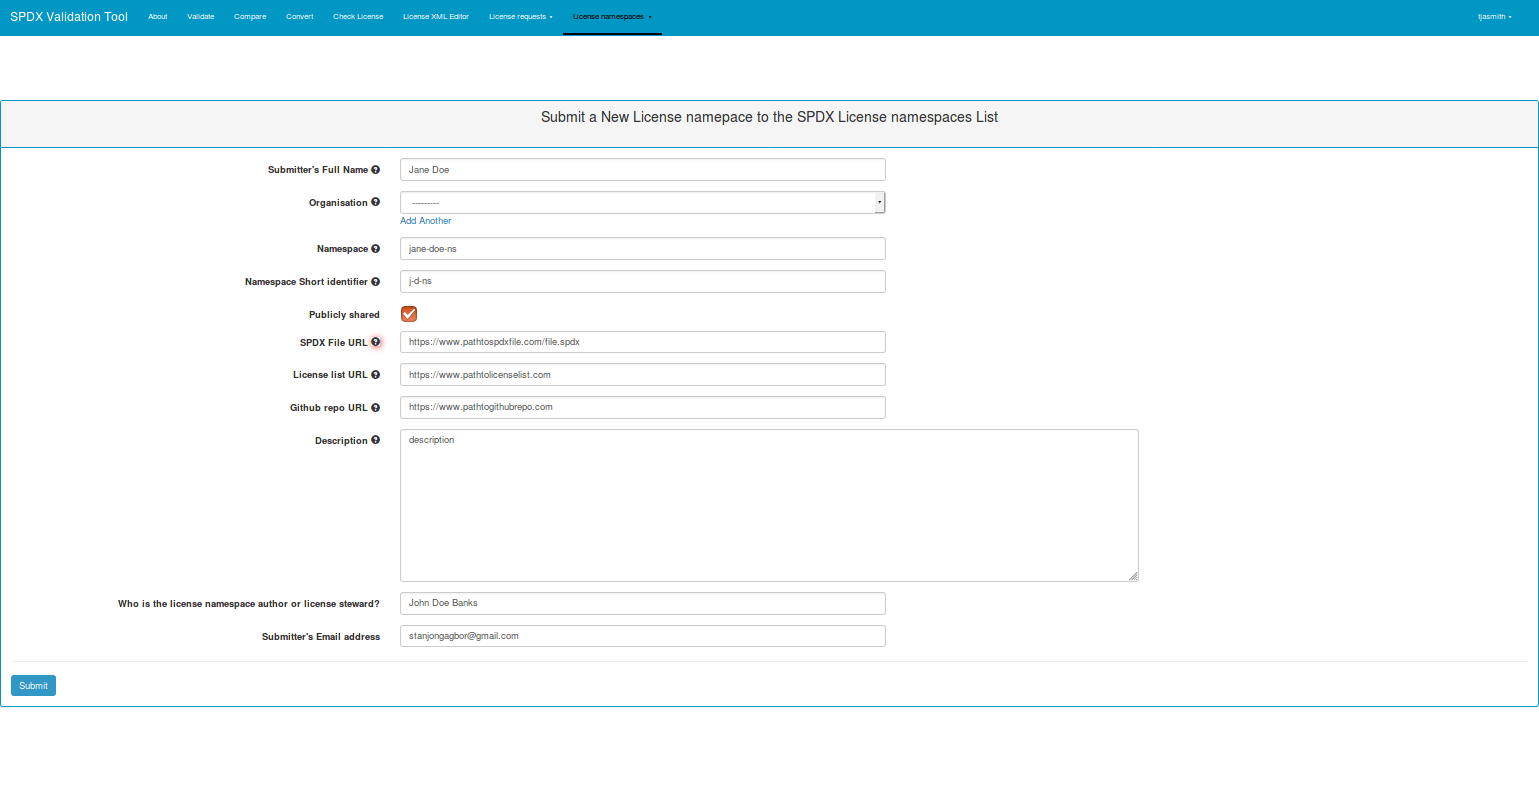 SPDX Validation Tool About Validate Compare Convert Check License License XML Editor License requests License namespaces tjasmith
Submit a New License namepace to the SPDX License namespaces List
Submitter's Full Name Jane Doe
Organisation ---------
Add Another
Namespace jane-doe-ns
Namespace Short identifier j-d-ns
Publicly shared
SPDX File URL https://www.pathtospdxfile.com/file.spdx
License list URL https://www.pathtolicenselist.com
Github repo URL https://www.pathtogithubrepo.com
Description description
Who is the license namespace author or license steward? John Doe Banks
Submitter's Email address stanjongagbor@gmail.com
Submit